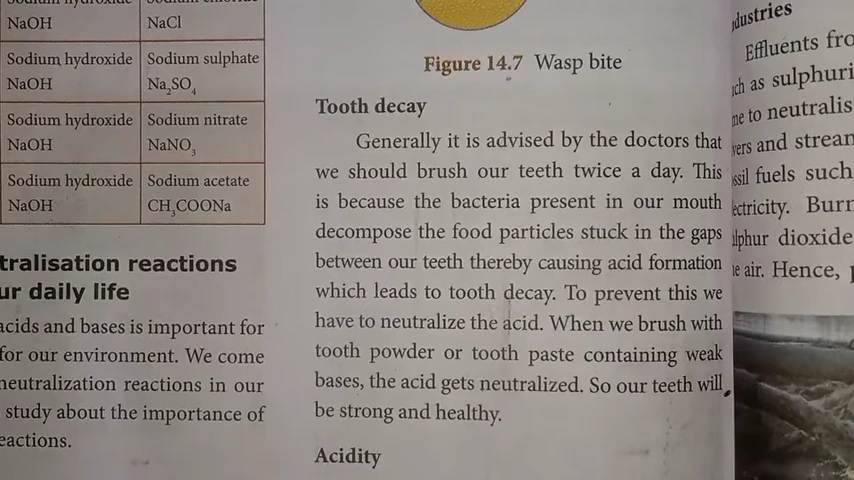 NaOH NaCl
Sodium hydroxide Sodium sulphate
NaOH Na₂SO₄
Sodium hydroxide Sodium nitrate
NaOH NaNO₃
Sodium hydroxide Sodium acetate
NaOH CH₃COONa
tralisation reactions
ur daily life
acids and bases is important for
for our environment. We come
neutralization reactions in our
study about the importance of
eactions.
Figure 14.7 Wasp bite
Tooth decay
Generally it is advised by the doctors that
we should brush our teeth twice a day. This
is because the bacteria present in our mouth
decompose the food particles stuck in the gaps
between our teeth thereby causing acid formation
which leads to tooth decay. To prevent this we
have to neutralize the acid. When we brush with
tooth powder or tooth paste containing weak
bases, the acid gets neutralized. So our teeth will
be strong and healthy.
Acidity
dustries
Effluents fro
ch as sulphuri
me to neutralis
vers and strean
ssil fuels such
ectricity. Burn
lphur dioxide
e air. Hence,